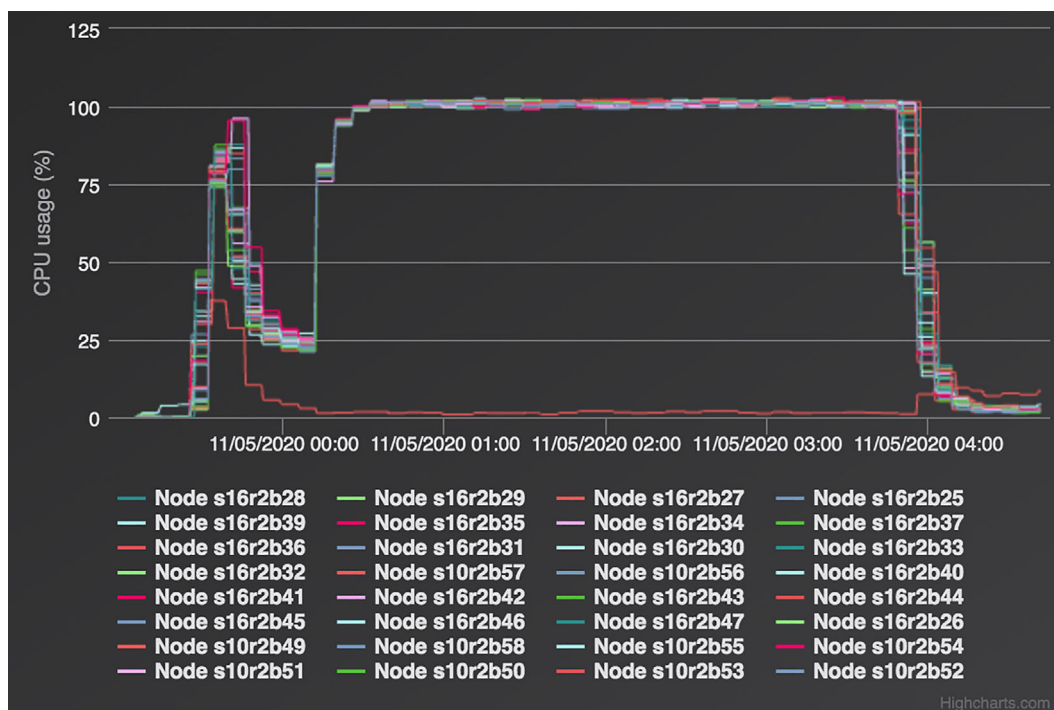 125
100
75
50
25
0
CPU usage (%)
11/05/2020 00:00 11/05/2020 01:00 11/05/2020 02:00 11/05/2020 03:00 11/05/2020 04:00
Node s16r2b28 Node s16r2b29 Node s16r2b27 Node s16r2b25
Node s16r2b39 Node s16r2b35 Node s16r2b34 Node s16r2b37
Node s16r2b36 Node s16r2b31 Node s16r2b30 Node s16r2b33
Node s16r2b32 Node s10r2b57 Node s10r2b56 Node s16r2b40
Node s16r2b41 Node s16r2b42 Node s16r2b43 Node s16r2b44
Node s16r2b45 Node s16r2b46 Node s16r2b47 Node s16r2b26
Node s10r2b49 Node s10r2b58 Node s10r2b55 Node s10r2b54
Node s10r2b51 Node s10r2b50 Node s10r2b53 Node s10r2b52
Highcharts.com